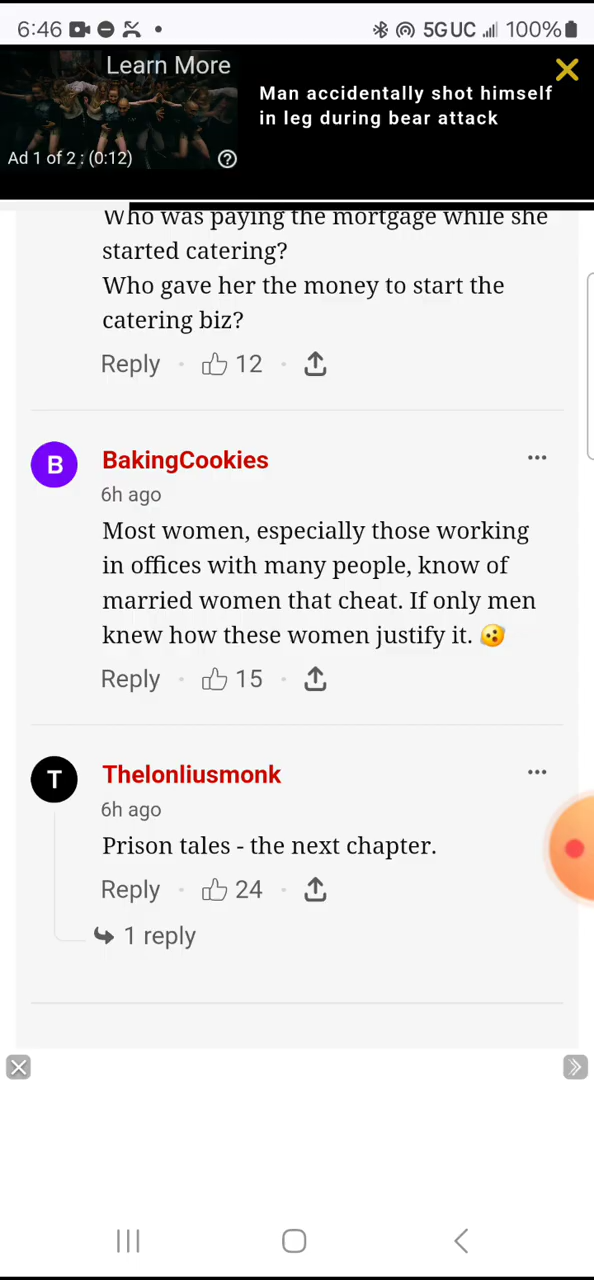 6:46
5GUC
100%
Learn More
Man accidentally shot himself
in leg during bear attack
Ad 1 of 2 : (0:12)
?
Who was paying the mortgage while she
started catering?
Who gave her the money to start the
catering biz?
Reply · 12 ·
B
BakingCookies
6h ago
Most women, especially those working
in offices with many people, know of
married women that cheat. If only men
knew how these women justify it.
Reply · 15 ·
T
Thelonliusmonk
6h ago
Prison tales - the next chapter.
Reply · 24 ·
1 reply